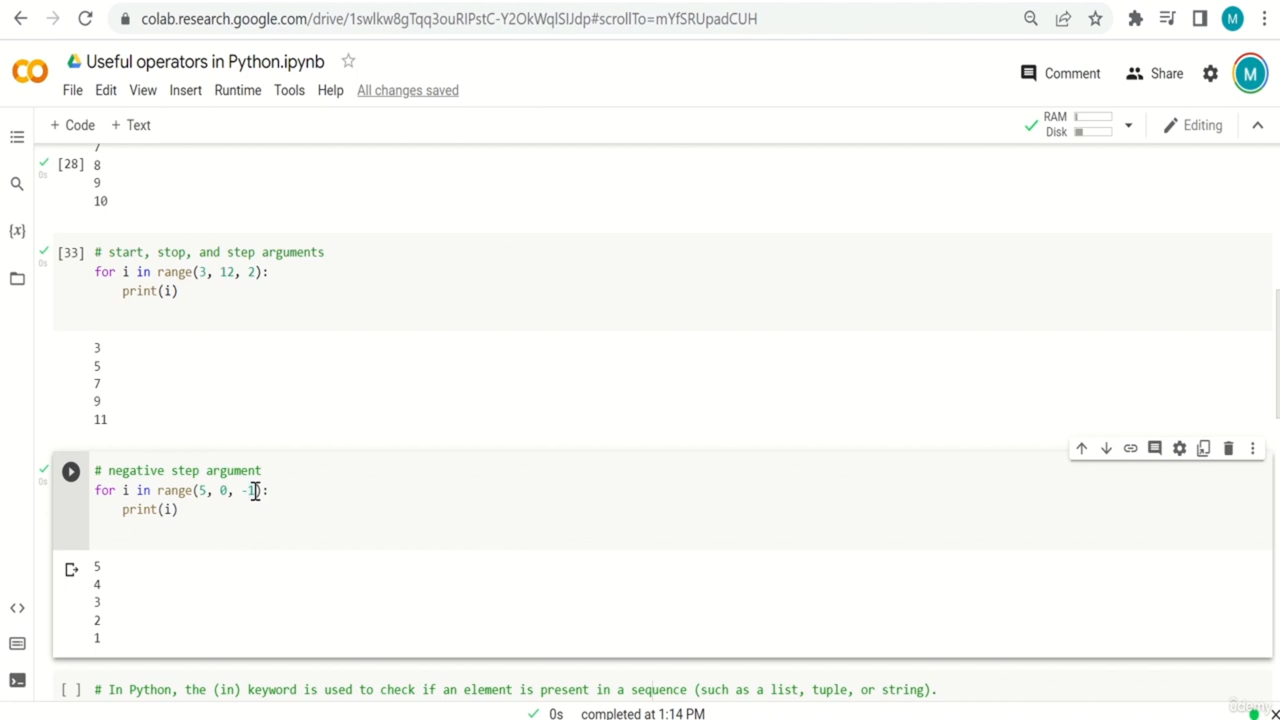 colab.research.google.com/drive/1swlkw8gTqq3ouRIPstC-Y2OkWqlSIJdp#scrollTo=mYfSRUpadCUH
M
Useful operators in Python.ipynb
Comment
Share
M
File Edit View Insert Runtime Tools Help All changes saved
+ Code + Text
RAM
Disk
Editing
7
[28] 8
0s
9
10
[33] # start, stop, and step arguments
0s
for i in range(3, 12, 2):
print(i)
3
5
7
9
11
# negative step argument
0s
for i in range(5, 0, -1):
print(i)
5
4
3
2
1
[ ] # In Python, the (in) keyword is used to check if an element is present in a sequence (such as a list, tuple, or string).
0s completed at 1:14 PM
ûdemy